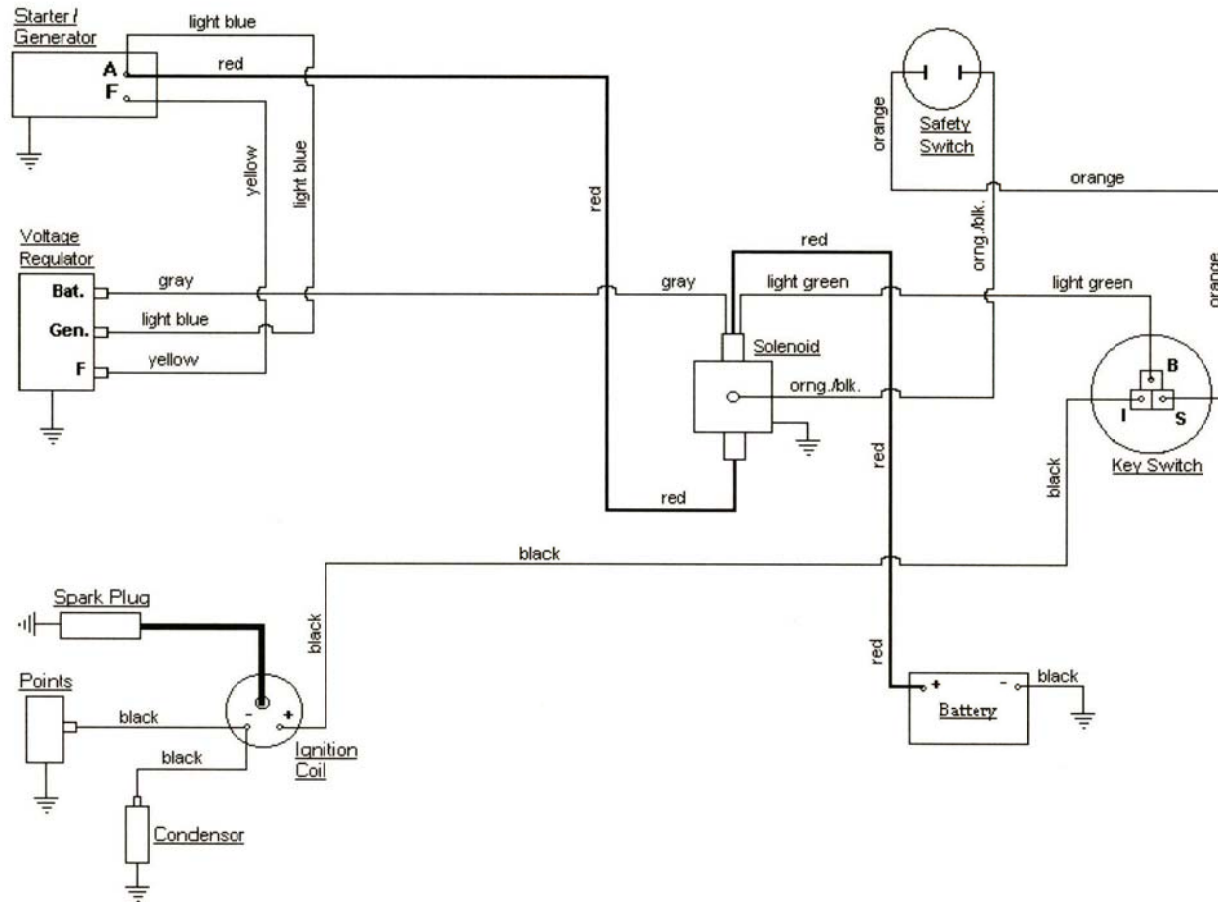 Starter/
Generator
light blue
A
red
F
yellow
light blue
red
Safety
Switch
orange
orange
orng./blk.
orange
Voltage
Regulator
Bat.
gray
gray
red
light green
light green
Gen.
light blue
F
yellow
Solenoid
orng./blk.
B
I
S
Key Switch
red
red
black
black
Spark Plug
black
red
Points
black
-
+
Ignition
Coil
black
Condensor
+
-
black
Battery